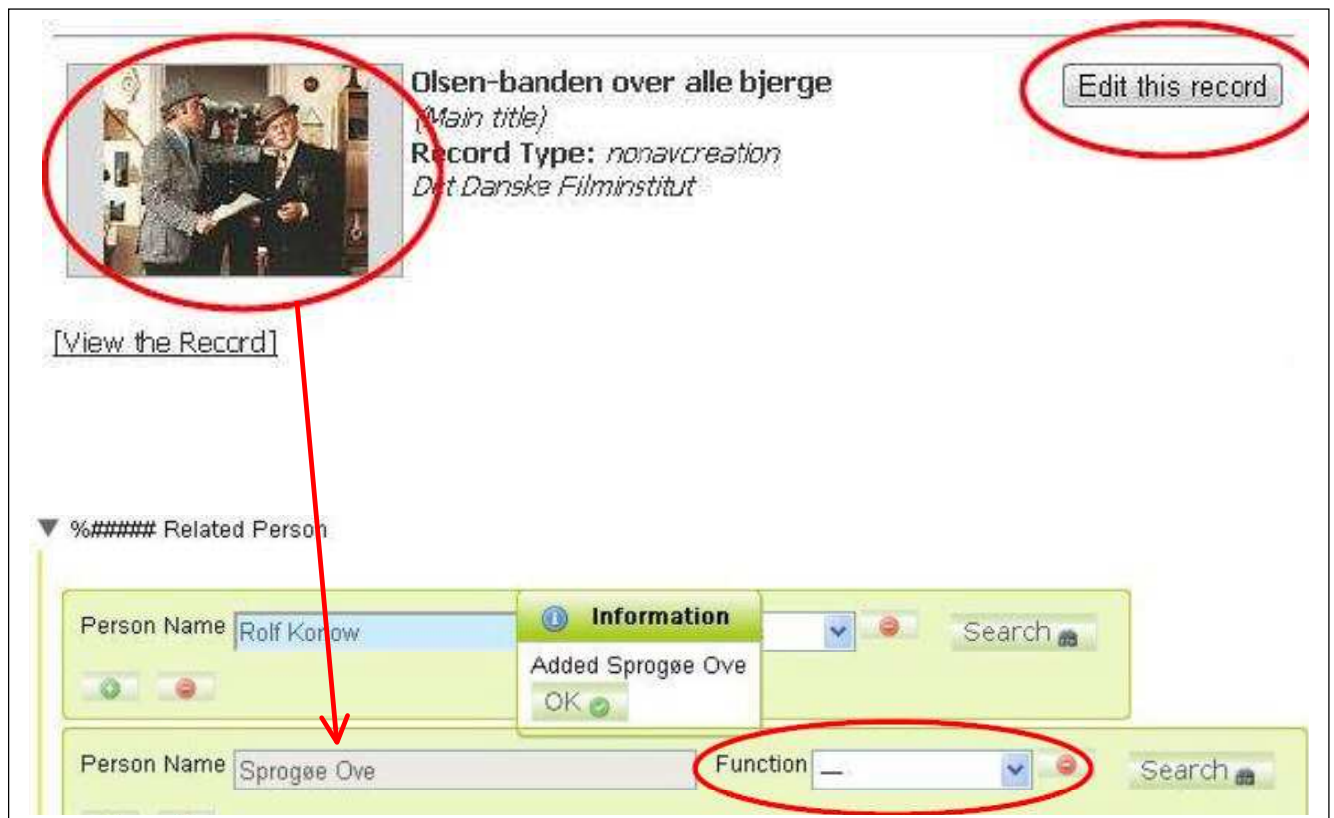 Olsen-banden over alle bjerge
(Main title)
Record Type: nonavcreation
Det Danske Filminstitut
Edit this record
[View the Record]
%##### Related Person
Person Name Rolf Konow
Search
Information
Added Sprogøe Ove
OK
Person Name Sprogøe Ove Function — Search